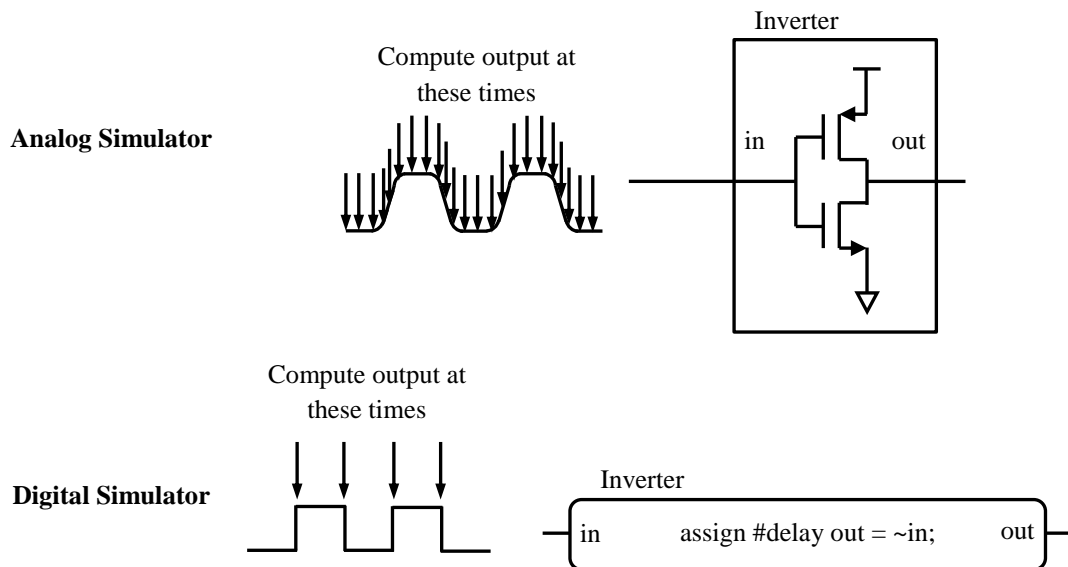 Inverter
Compute output at
these times
Analog Simulator
in
out
Compute output at
these times
Inverter
Digital Simulator
in
assign #delay out = ~in;
out